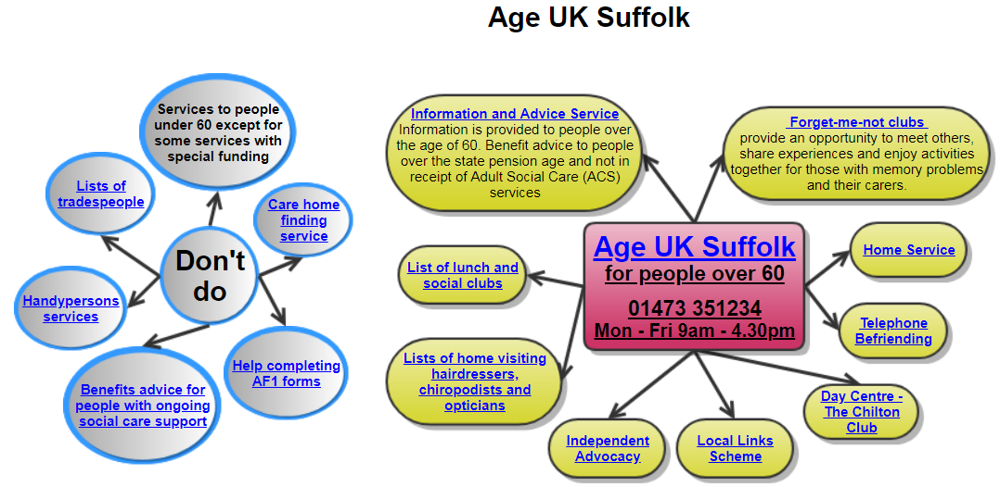 Age UK Suffolk
Services to people
under 60 except for
some services with
special funding
Lists of
tradespeople
Care home
finding
service
Don't
do
Handypersons
services
Help completing
AF1 forms
Benefits advice for
people with ongoing
social care support
Information and Advice Service
Information is provided to people over
the age of 60. Benefit advice to people
over the state pension age and not in
receipt of Adult Social Care (ACS)
services
Forget-me-not clubs
provide an opportunity to meet others,
share experiences and enjoy activities
together for those with memory problems
and their carers.
Age UK Suffolk
for people over 60
01473 351234
Mon - Fri 9am - 4.30pm
List of lunch and
social clubs
Home Service
Telephone
Befriending
Lists of home visiting
hairdressers,
chiropodists and
opticians
Day Centre -
The Chilton
Club
Independent
Advocacy
Local Links
Scheme